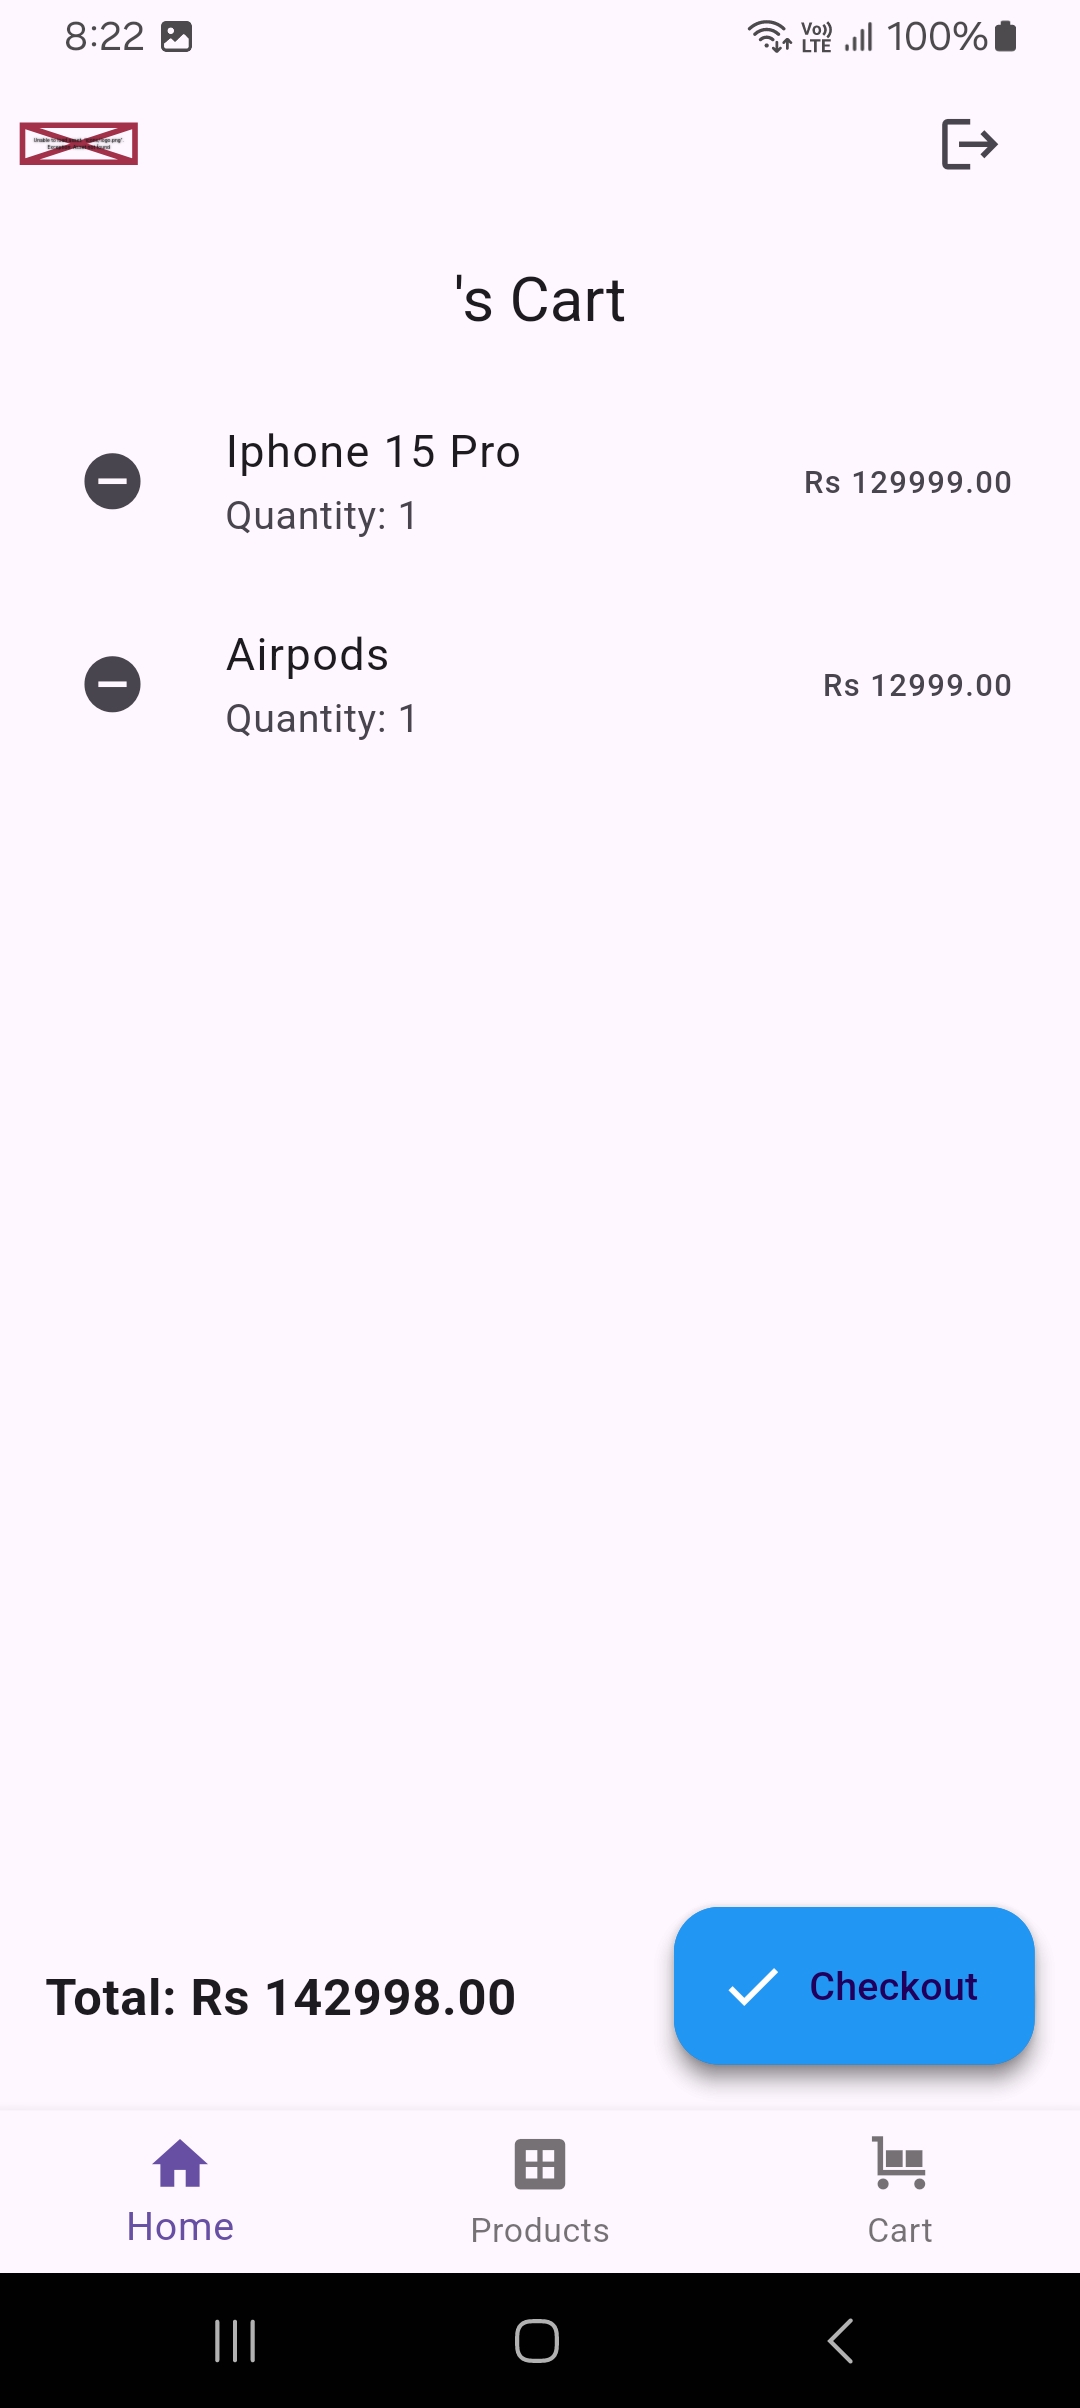 8:22
Vo)) LTE 100%
's Cart
Iphone 15 Pro
Quantity: 1
Rs 129999.00
Airpods
Quantity: 1
Rs 12999.00
Total: Rs 142998.00
Checkout
Home Products Cart